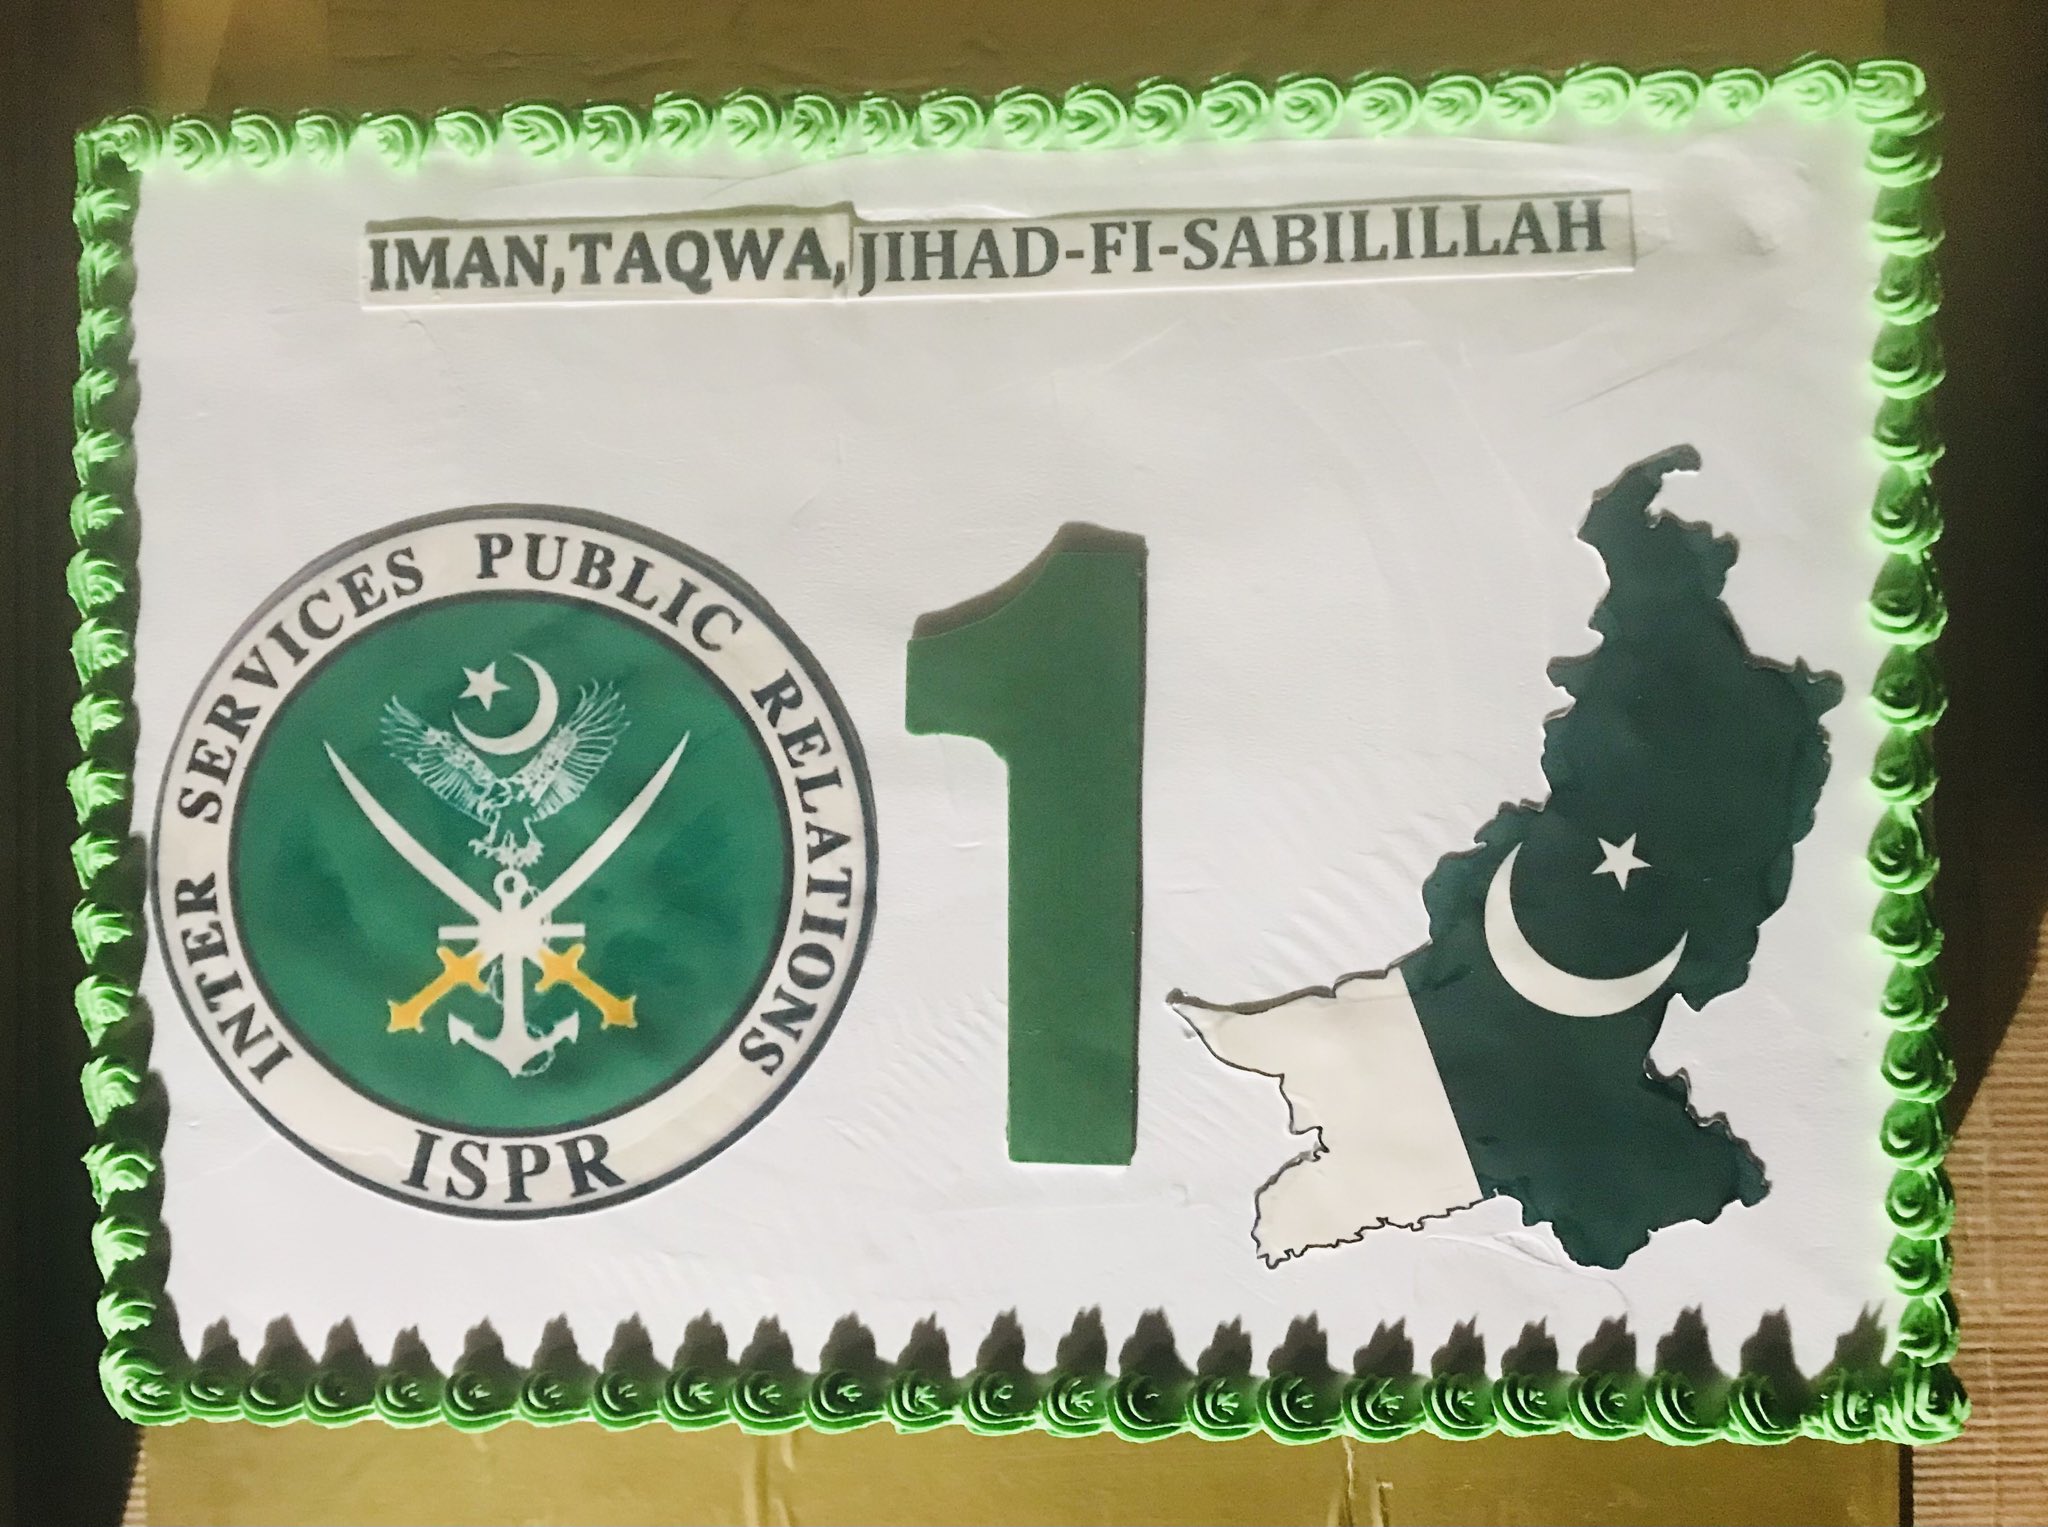 IMAN,TAQWA,JIHAD-FI-SABILILLAH
INTER SERVICES PUBLIC RELATIONS
ISPR
1